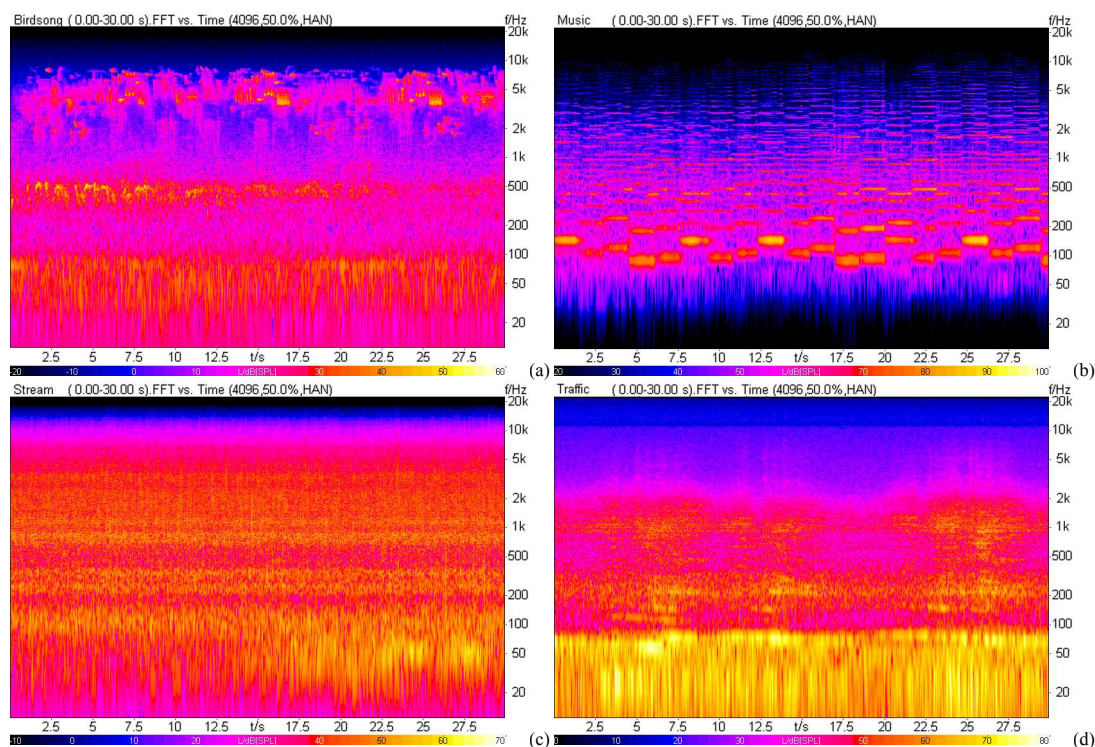 Birdsong ( 0.00-30.00 s).FFT vs. Time (4096,50.0%,HAN) f/Hz
20k
10k
5k
2k
1k
500
200
100
50
20
2.5 5 7.5 10 12.5 t/s 17.5 20 22.5 25 27.5
-20 -10 0 10 20 L/dB[SPL] 40 50 60
(a)
Music ( 0.00-30.00 s).FFT vs. Time (4096,50.0%,HAN) f/Hz
20k
10k
5k
2k
1k
500
200
100
50
20
2.5 5 7.5 10 12.5 t/s 17.5 20 22.5 25 27.5
20 30 40 50 L/dB[SPL] 70 80 90 100
(b)
Stream ( 0.00-30.00 s).FFT vs. Time (4096,50.0%,HAN) f/Hz
20k
10k
5k
2k
1k
500
200
100
50
20
2.5 5 7.5 10 12.5 t/s 17.5 20 22.5 25 27.5
-10 0 10 20 L/dB[SPL] 40 50 60 70
(c)
Traffic ( 0.00-30.00 s).FFT vs. Time (4096,50.0%,HAN) f/Hz
20k
10k
5k
2k
1k
500
200
100
50
20
2.5 5 7.5 10 12.5 t/s 17.5 20 22.5 25 27.5
0 10 20 30 L/dB[SPL] 50 60 70 80
(d)